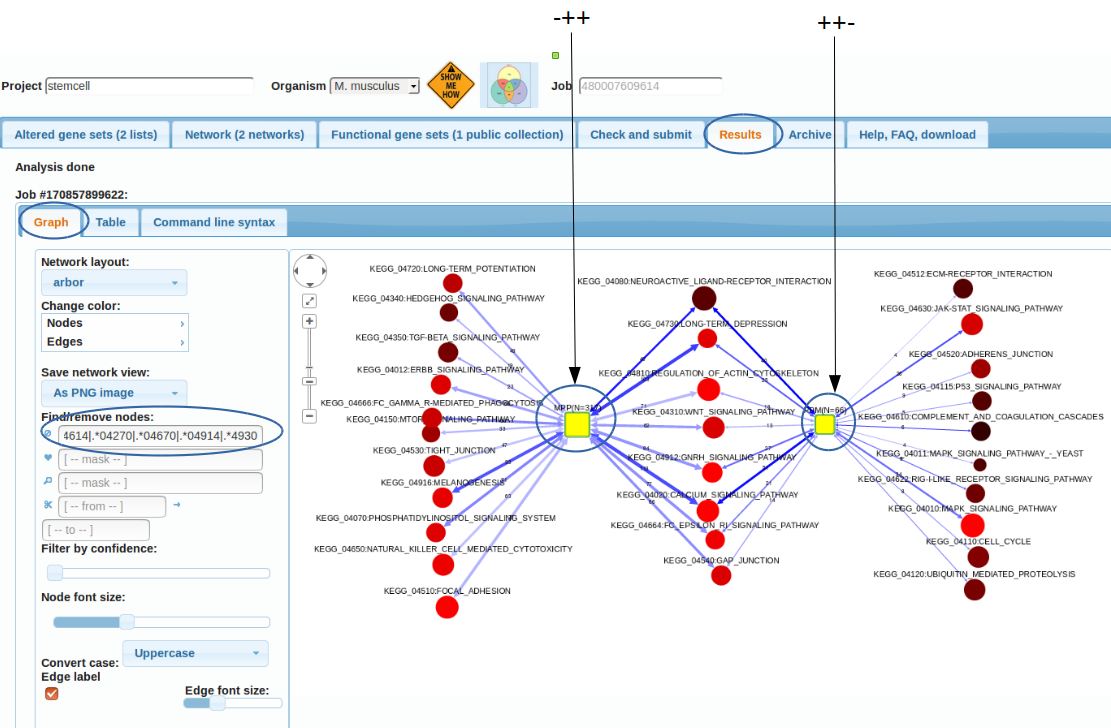 -++
++-
Project stemcell
Organism M. musculus
SHOW ME HOW
Job 480007609614
Altered gene sets (2 lists)
Network (2 networks)
Functional gene sets (1 public collection)
Check and submit
Results
Archive
Help, FAQ, download
Analysis done
Job #170857899622:
Graph
Table
Command line syntax
Network layout:
arbor
Change color:
Nodes
Edges
Save network view:
As PNG image
Find/remove nodes:
4614|.*04270|.*04670|.*04914|.*4930
[ -- mask -- ]
[ -- mask -- ]
[ -- from -- ]
[ -- to -- ]
Filter by confidence:
Node font size:
Convert case: Uppercase
Edge label
Edge font size:
KEGG_04720:LONG-TERM_POTENTIATION
KEGG_04340:HEDGEHOG_SIGNALING_PATHWAY
KEGG_04350:TGF-BETA_SIGNALING_PATHWAY
KEGG_04012:ERBB_SIGNALING_PATHWAY
KEGG_04666:FC_GAMMA_R-MEDIATED_PHAGOCYTOSIS
KEGG_04150:MTOR_SIGNALING_PATHWAY
KEGG_04530:TIGHT_JUNCTION
KEGG_04916:MELANOGENESIS
KEGG_04070:PHOSPHATIDYLINOSITOL_SIGNALING_SYSTEM
KEGG_04650:NATURAL_KILLER_CELL_MEDIATED_CYTOTOXICITY
KEGG_04510:FOCAL_ADHESION
KEGG_04080:NEUROACTIVE_LIGAND-RECEPTOR_INTERACTION
KEGG_04730:LONG-TERM_DEPRESSION
KEGG_04810:REGULATION_OF_ACTIN_CYTOSKELETON
KEGG_04310:WNT_SIGNALING_PATHWAY
KEGG_04912:GNRH_SIGNALING_PATHWAY
KEGG_04020:CALCIUM_SIGNALING_PATHWAY
KEGG_04664:FC_EPSILON_RI_SIGNALING_PATHWAY
KEGG_04540:GAP_JUNCTION
KEGG_04512:ECM-RECEPTOR_INTERACTION
KEGG_04630:JAK-STAT_SIGNALING_PATHWAY
KEGG_04520:ADHERENS_JUNCTION
KEGG_04115:P53_SIGNALING_PATHWAY
KEGG_04610:COMPLEMENT_AND_COAGULATION_CASCADES
KEGG_04011:MAPK_SIGNALING_PATHWAY_-_YEAST
KEGG_04622:RIG-I-LIKE_RECEPTOR_SIGNALING_PATHWAY
KEGG_04010:MAPK_SIGNALING_PATHWAY
KEGG_04110:CELL_CYCLE
KEGG_04120:UBIQUITIN_MEDIATED_PROTEOLYSIS